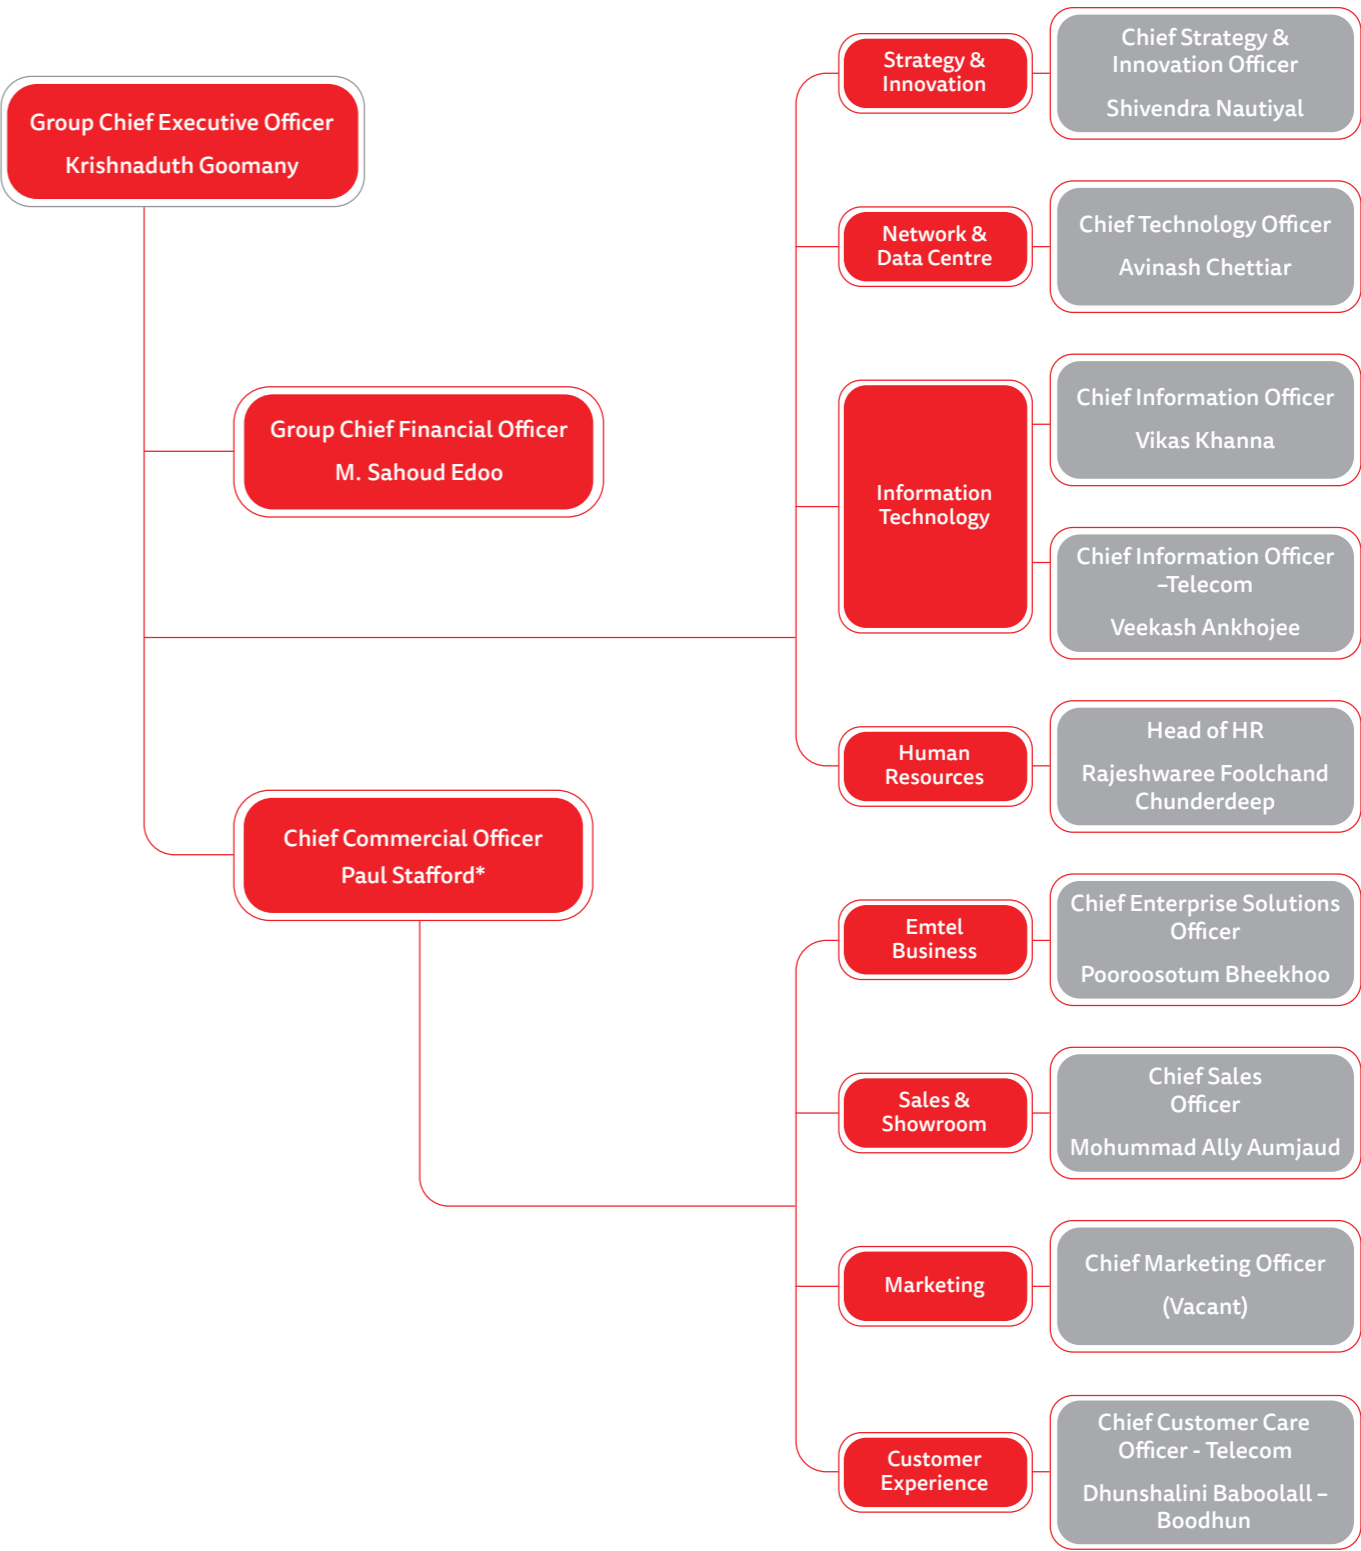 Group Chief Executive Officer
Krishnaduth Goomany
Group Chief Financial Officer
M. Sahoud Edoo
Chief Commercial Officer
Paul Stafford*
Strategy &
Innovation
Chief Strategy &
Innovation Officer
Shivendra Nautiyal
Network &
Data Centre
Chief Technology Officer
Avinash Chettiar
Information
Technology
Chief Information Officer
Vikas Khanna
Chief Information Officer
–Telecom
Veekash Ankhojee
Human
Resources
Head of HR
Rajeshwaree Foolchand
Chunderdeep
Emtel
Business
Chief Enterprise Solutions
Officer
Pooroosotum Bheekhoo
Sales &
Showroom
Chief Sales
Officer
Mohummad Ally Aumjaud
Marketing
Chief Marketing Officer
(Vacant)
Customer
Experience
Chief Customer Care
Officer - Telecom
Dhunshalini Baboolall –
Boodhun